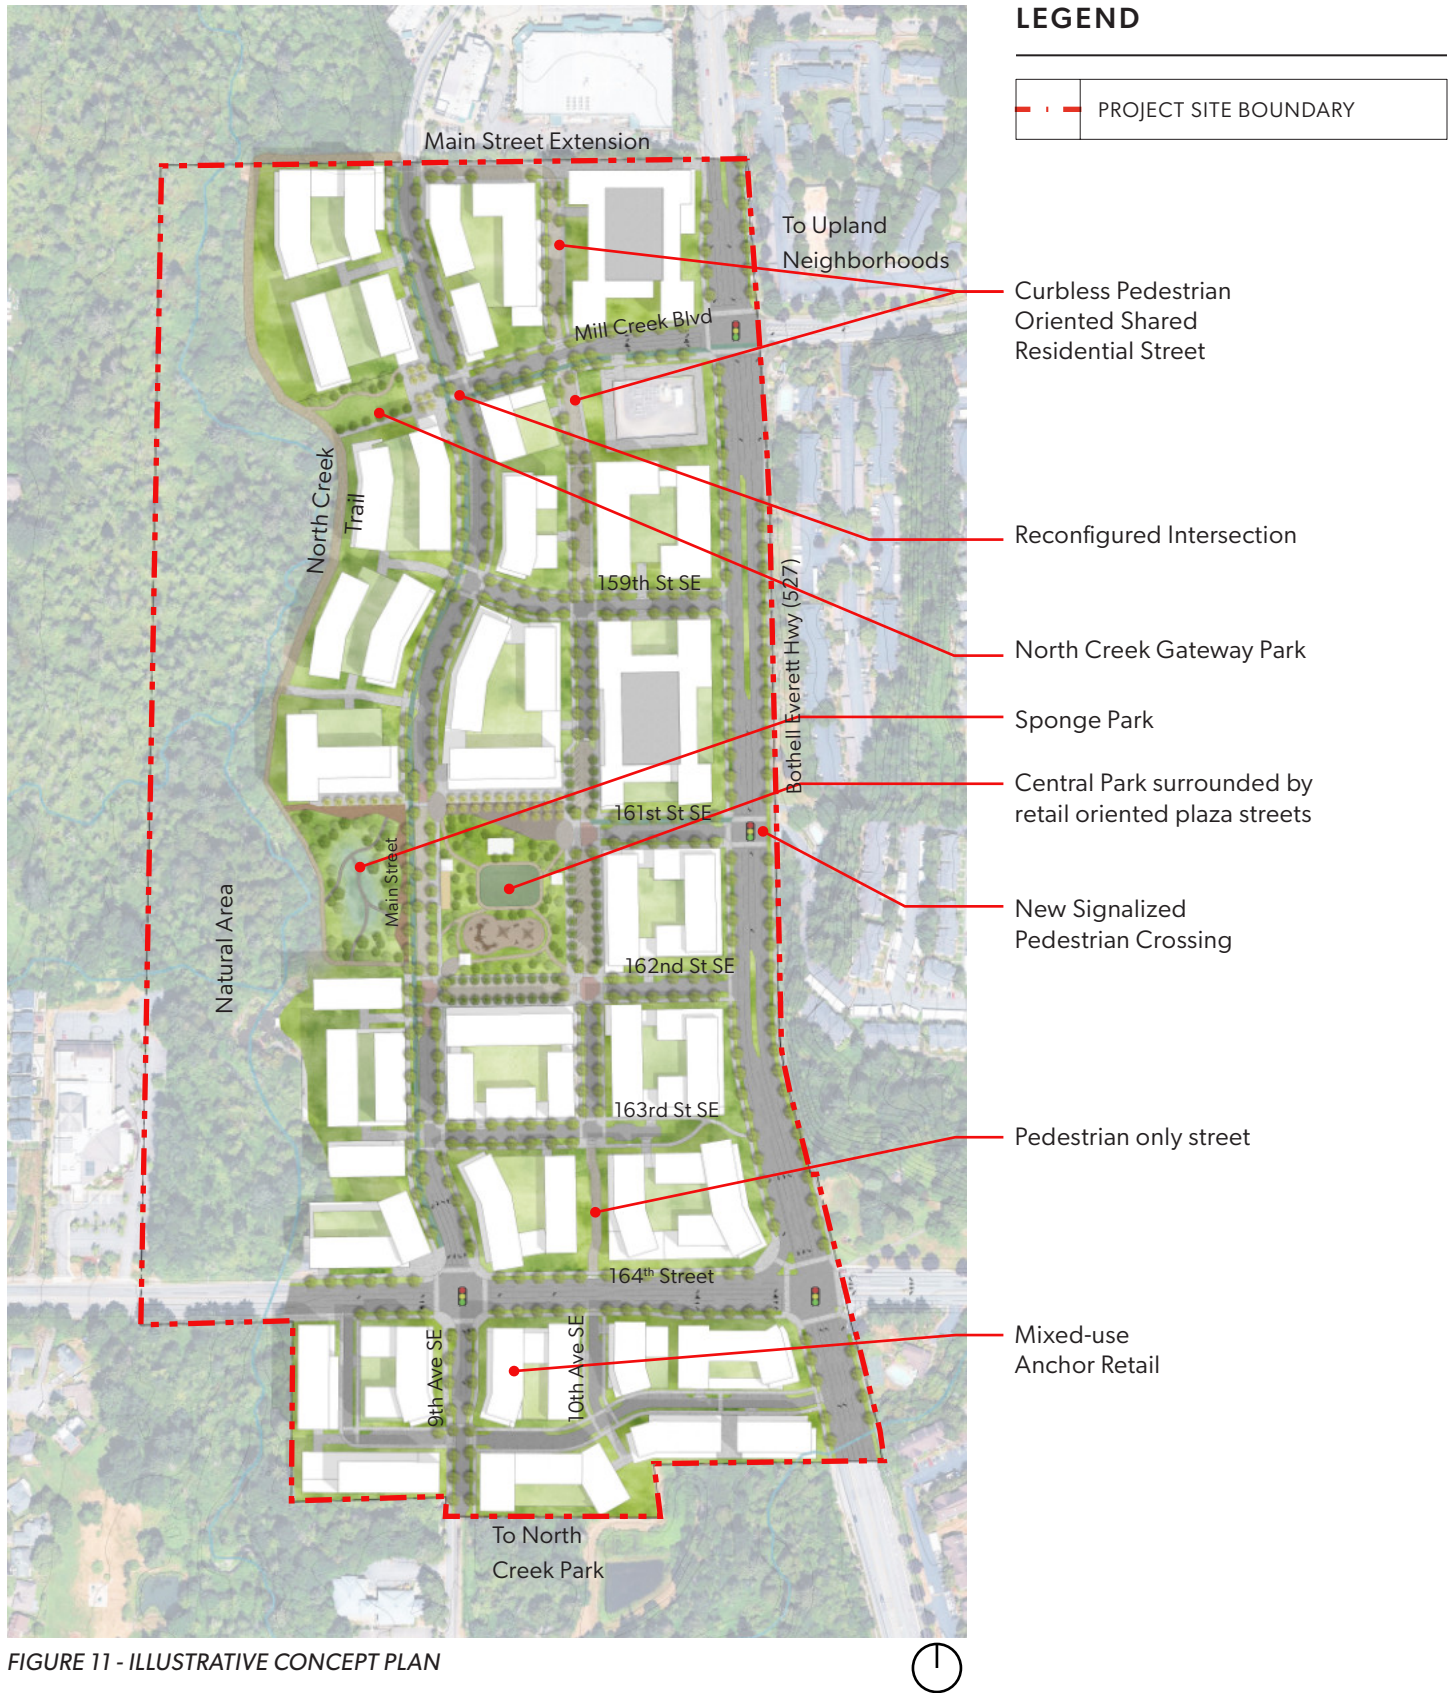 LEGEND
PROJECT SITE BOUNDARY
Main Street Extension
To Upland
Neighborhoods
Mill Creek Blvd
Curbless Pedestrian
Oriented Shared
Residential Street
North Creek
Trail
Reconfigured Intersection
159th St SE
Bothell Everett Hwy (527)
North Creek Gateway Park
Sponge Park
Central Park surrounded by
retail oriented plaza streets
161st St SE
Main Street
Natural Area
New Signalized
Pedestrian Crossing
162nd St SE
163rd St SE
Pedestrian only street
164th Street
9th Ave SE
10th Ave SE
Mixed-use
Anchor Retail
To North
Creek Park
FIGURE 11 - ILLUSTRATIVE CONCEPT PLAN